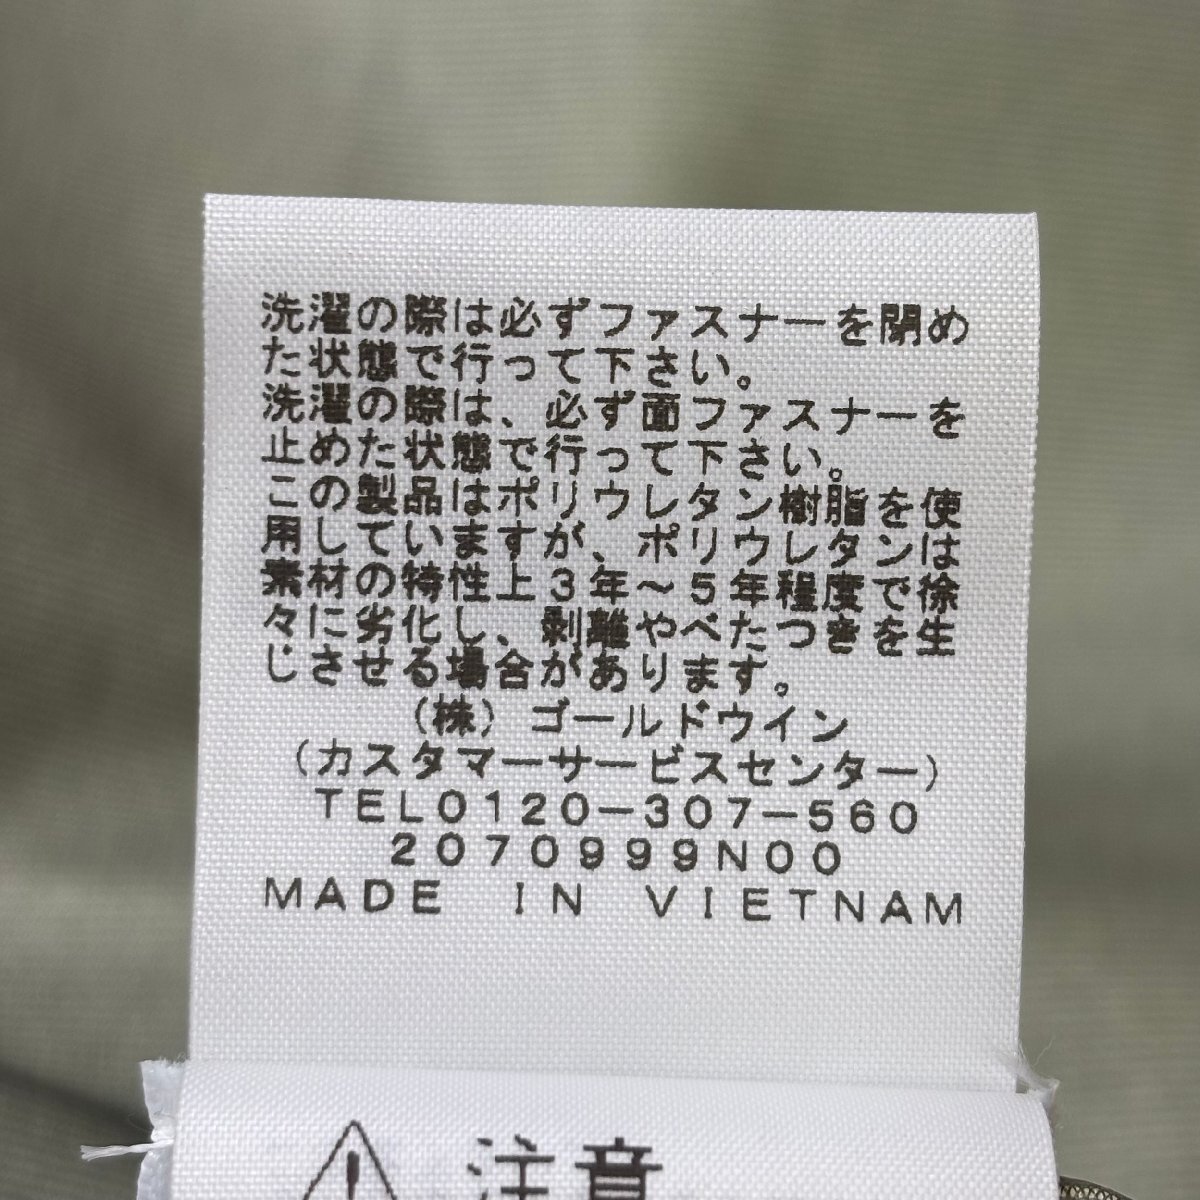 洗濯の際は必ずファスナーを閉め
た状態で行って下さい。
洗濯の際は、必ず面ファスナーを
止めた状態で行って下さい。
この製品はポリウレタン樹脂を使
用していますが、ポリウレタンは
素材の特性上3年～5年程度で徐
々に劣化し、剥離やべたつきを生
じさせる場合があります。
(株)ゴールドウイン
(カスタマーサービスセンター)
TEL0120-307-560
2070999N00
MADE IN VIETNAM
注意